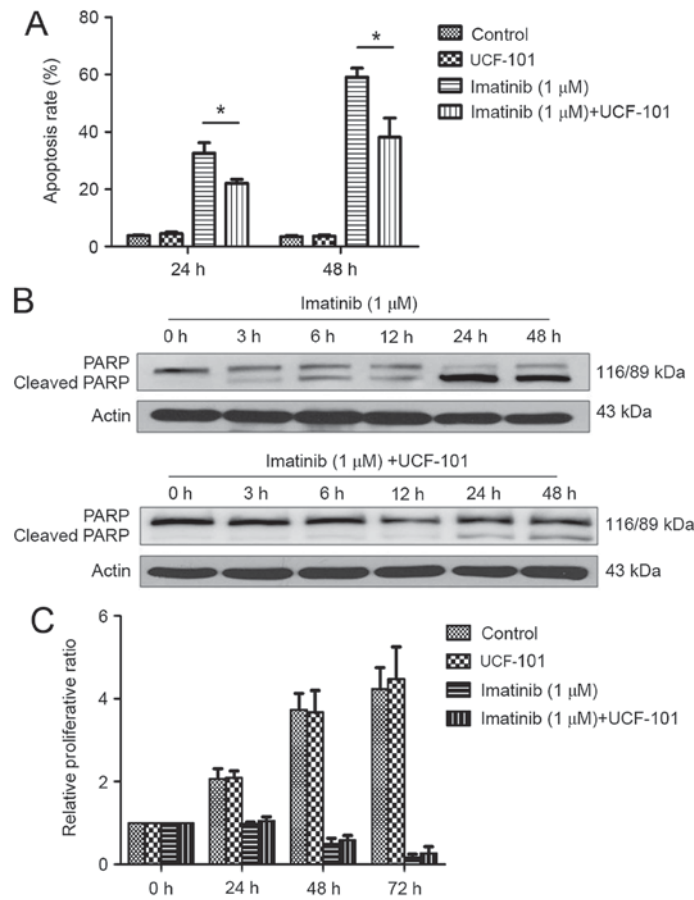 A
Apoptosis rate (%)
80
60
40
20
0
*
*
24 h
48 h
Control
UCF-101
Imatinib (1 μM)
Imatinib (1 μM)+UCF-101
B
Imatinib (1 μM)
0 h 3 h 6 h 12 h 24 h 48 h
PARP
Cleaved PARP
116/89 kDa
Actin
43 kDa
Imatinib (1 μM) +UCF-101
0 h 3 h 6 h 12 h 24 h 48 h
PARP
Cleaved PARP
116/89 kDa
Actin
43 kDa
C
Relative proliferative ratio
6
4
2
0
0 h
24 h
48 h
72 h
Control
UCF-101
Imatinib (1 μM)
Imatinib (1 μM)+UCF-101